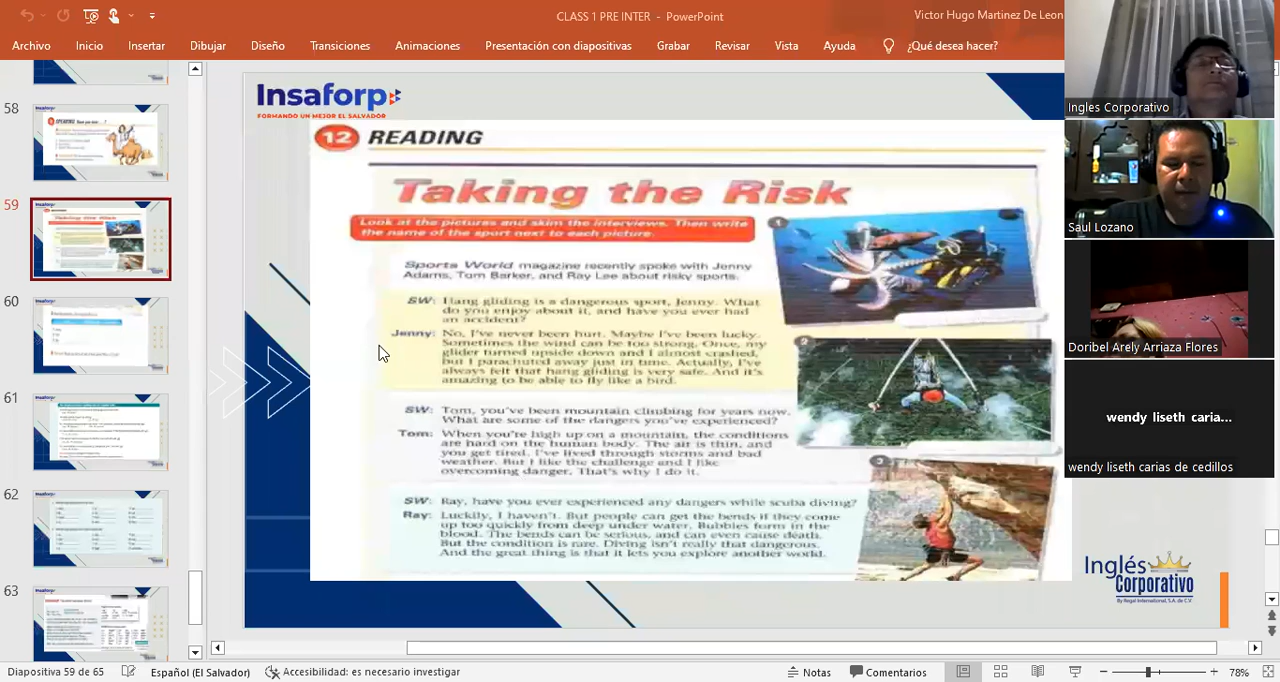 CLASS 1 PRE INTER - PowerPoint
Victor Hugo Martinez De Leon
Archivo Inicio Insertar Dibujar Diseño Transiciones Animaciones Presentación con diapositivas Grabar Revisar Vista Ayuda ¿Qué desea hacer?
58
59
60
61
62
63
Insaforp
FORMANDO UN MEJOR EL SALVADOR
12 READING
Taking the Risk
Look at the pictures and skim the interviews. Then write
the name of the sport next to each picture.
Sports World magazine recently spoke with Jenny
Adams, Tom Barker, and Ray Lee about risky sports.
SW: Hang gliding is a dangerous sport, Jenny. What
do you enjoy about it, and have you ever had
an accident?
Jenny: No, I've never been hurt. Maybe I've been lucky.
Sometimes the wind can be too strong. Once, my
glider turned upside down and I almost crashed,
but I parachuted away just in time. Actually, I've
always felt that hang gliding is very safe. And it's
amazing to be able to fly like a bird.
SW: Tom, you've been mountain climbing for years now.
What are some of the dangers you've experienced?
Tom: When you're high up on a mountain, the conditions
are hard on the human body. The air is thin, and
you get tired. I've lived through storms and bad
weather. But I like the challenge and I like
overcoming danger. That's why I do it.
SW: Ray, have you ever experienced any dangers while scuba diving?
Ray: Luckily, I haven't. But people can get the bends if they come
up too quickly from deep under water. Bubbles form in the
blood. The bends can be serious, and can even cause death.
But the condition is rare. Diving isn't really that dangerous.
And the great thing is that it lets you explore another world.
1
2
3
Ingles Corporativo
Saul Lozano
Doribel Arely Arriaza Flores
wendy liseth caria...
wendy liseth carias de cedillos
Inglés
Corporativo
By Regal International, S.A. de C.V.
Diapositiva 59 de 65 Español (El Salvador) Accesibilidad: es necesario investigar Notas Comentarios 78%